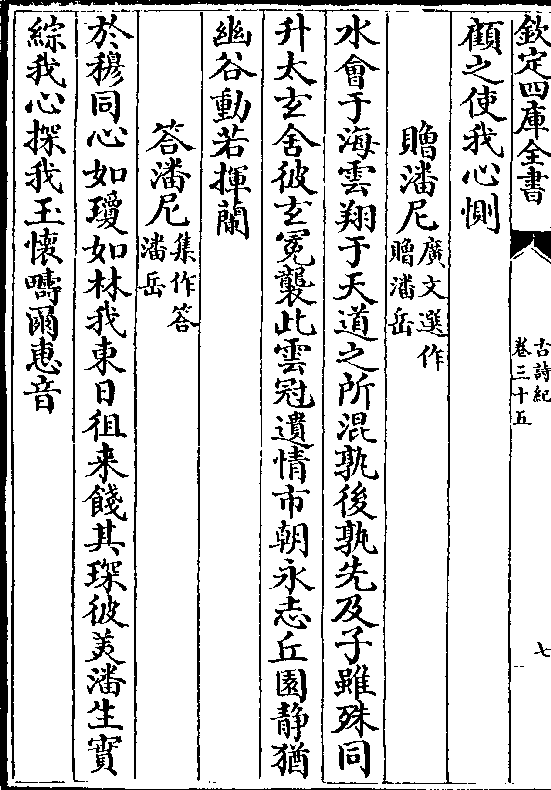 欽定四庫全書
古詩紀
卷三十五
七
顧之使我心惻
贈潘尼廣文選作贈潘岳
水會于海雲翔于天道之所混孰後孰先及子雖殊同
升太玄舍彼玄冕襲此雲冠遺情市朝永志丘園静猶
幽谷動若揮蘭
答潘尼集作答潘岳
於穆同心如瓊如林我東日徂来餞其琛彼美潘生實
綜我心探我玉懷疇爾惠音